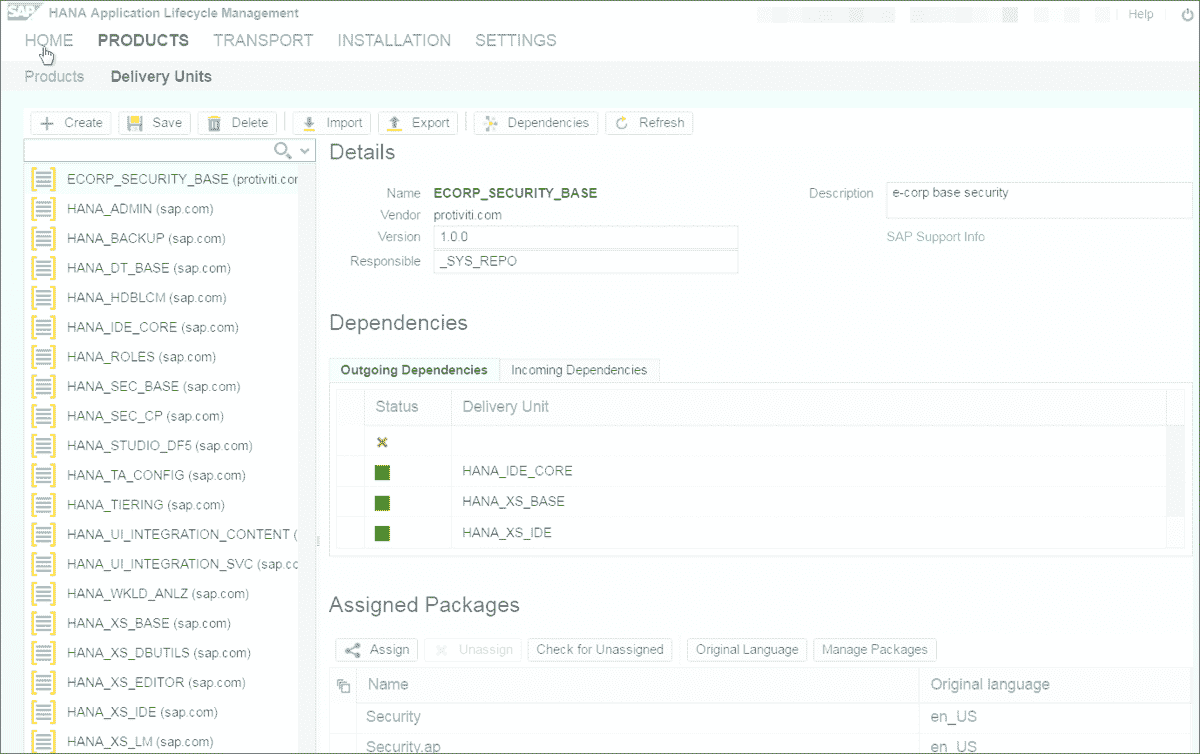 SAP HANA Application Lifecycle Management Help
HOME PRODUCTS TRANSPORT INSTALLATION SETTINGS
Products Delivery Units
Create Save Delete Import Export Dependencies Refresh
ECORP_SECURITY_BASE (protiviti.cor
HANA_ADMIN (sap.com)
HANA_BACKUP (sap.com)
HANA_DT_BASE (sap.com)
HANA_HDBLCM (sap.com)
HANA_IDE_CORE (sap.com)
HANA_ROLES (sap.com)
HANA_SEC_BASE (sap.com)
HANA_SEC_CP (sap.com)
HANA_STUDIO_DF5 (sap.com)
HANA_TA_CONFIG (sap.com)
HANA_TIERING (sap.com)
HANA_UI_INTEGRATION_CONTENT (
HANA_UI_INTEGRATION_SVC (sap.cc
HANA_WKLD_ANLZ (sap.com)
HANA_XS_BASE (sap.com)
HANA_XS_DBUTILS (sap.com)
HANA_XS_EDITOR (sap.com)
HANA_XS_IDE (sap.com)
HANA_XS_LM (sap.com)
Details
Name ECORP_SECURITY_BASE
Vendor protiviti.com
Version 1.0.0
Responsible _SYS_REPO
Description e-corp base security
SAP Support Info
Dependencies
Outgoing Dependencies Incoming Dependencies
Status Delivery Unit
HANA_IDE_CORE
HANA_XS_BASE
HANA_XS_IDE
Assigned Packages
Assign Unassign Check for Unassigned Original Language Manage Packages
Name Original language
Security en_US
Security.ap en_US